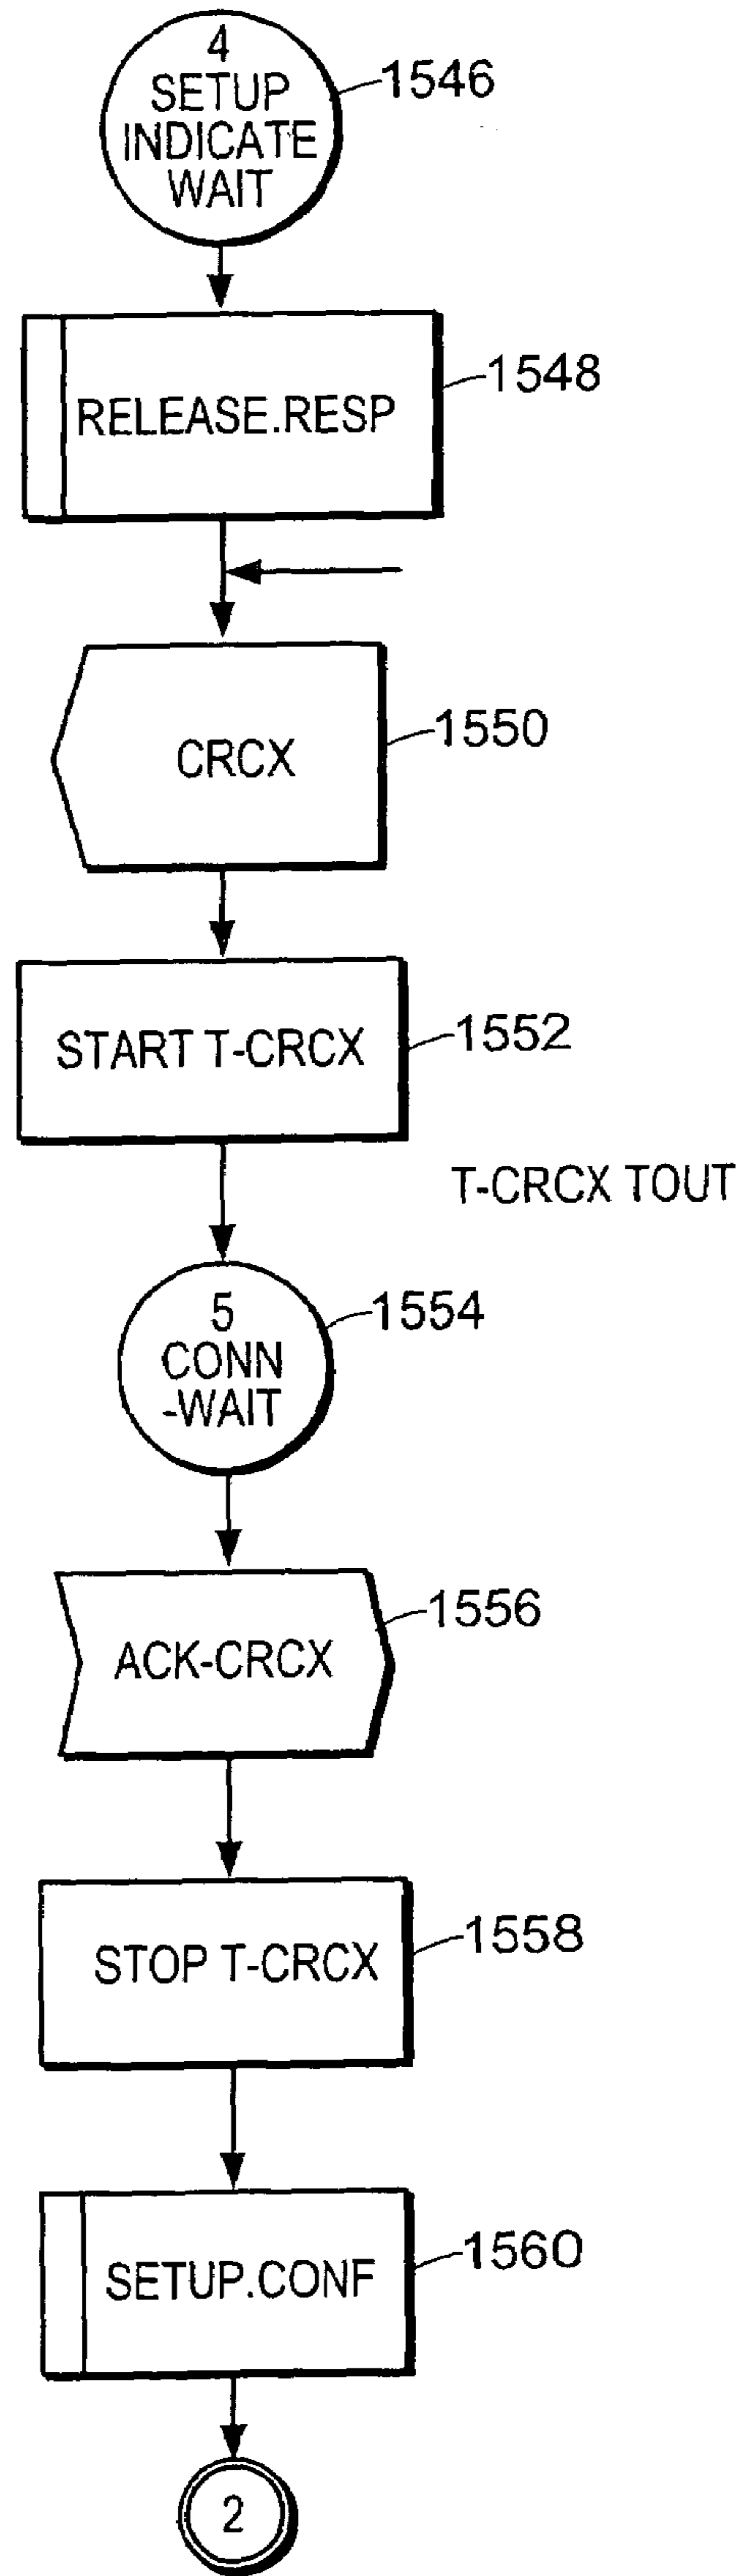 4
SETUP
INDICATE
WAIT
1546
RELEASE.RESP
1548
CRCX
1550
START T-CRCX
1552
T-CRCX TOUT
5
CONN
-WAIT
1554
ACK-CRCX
1556
STOP T-CRCX
1558
SETUP.CONF
1560
2